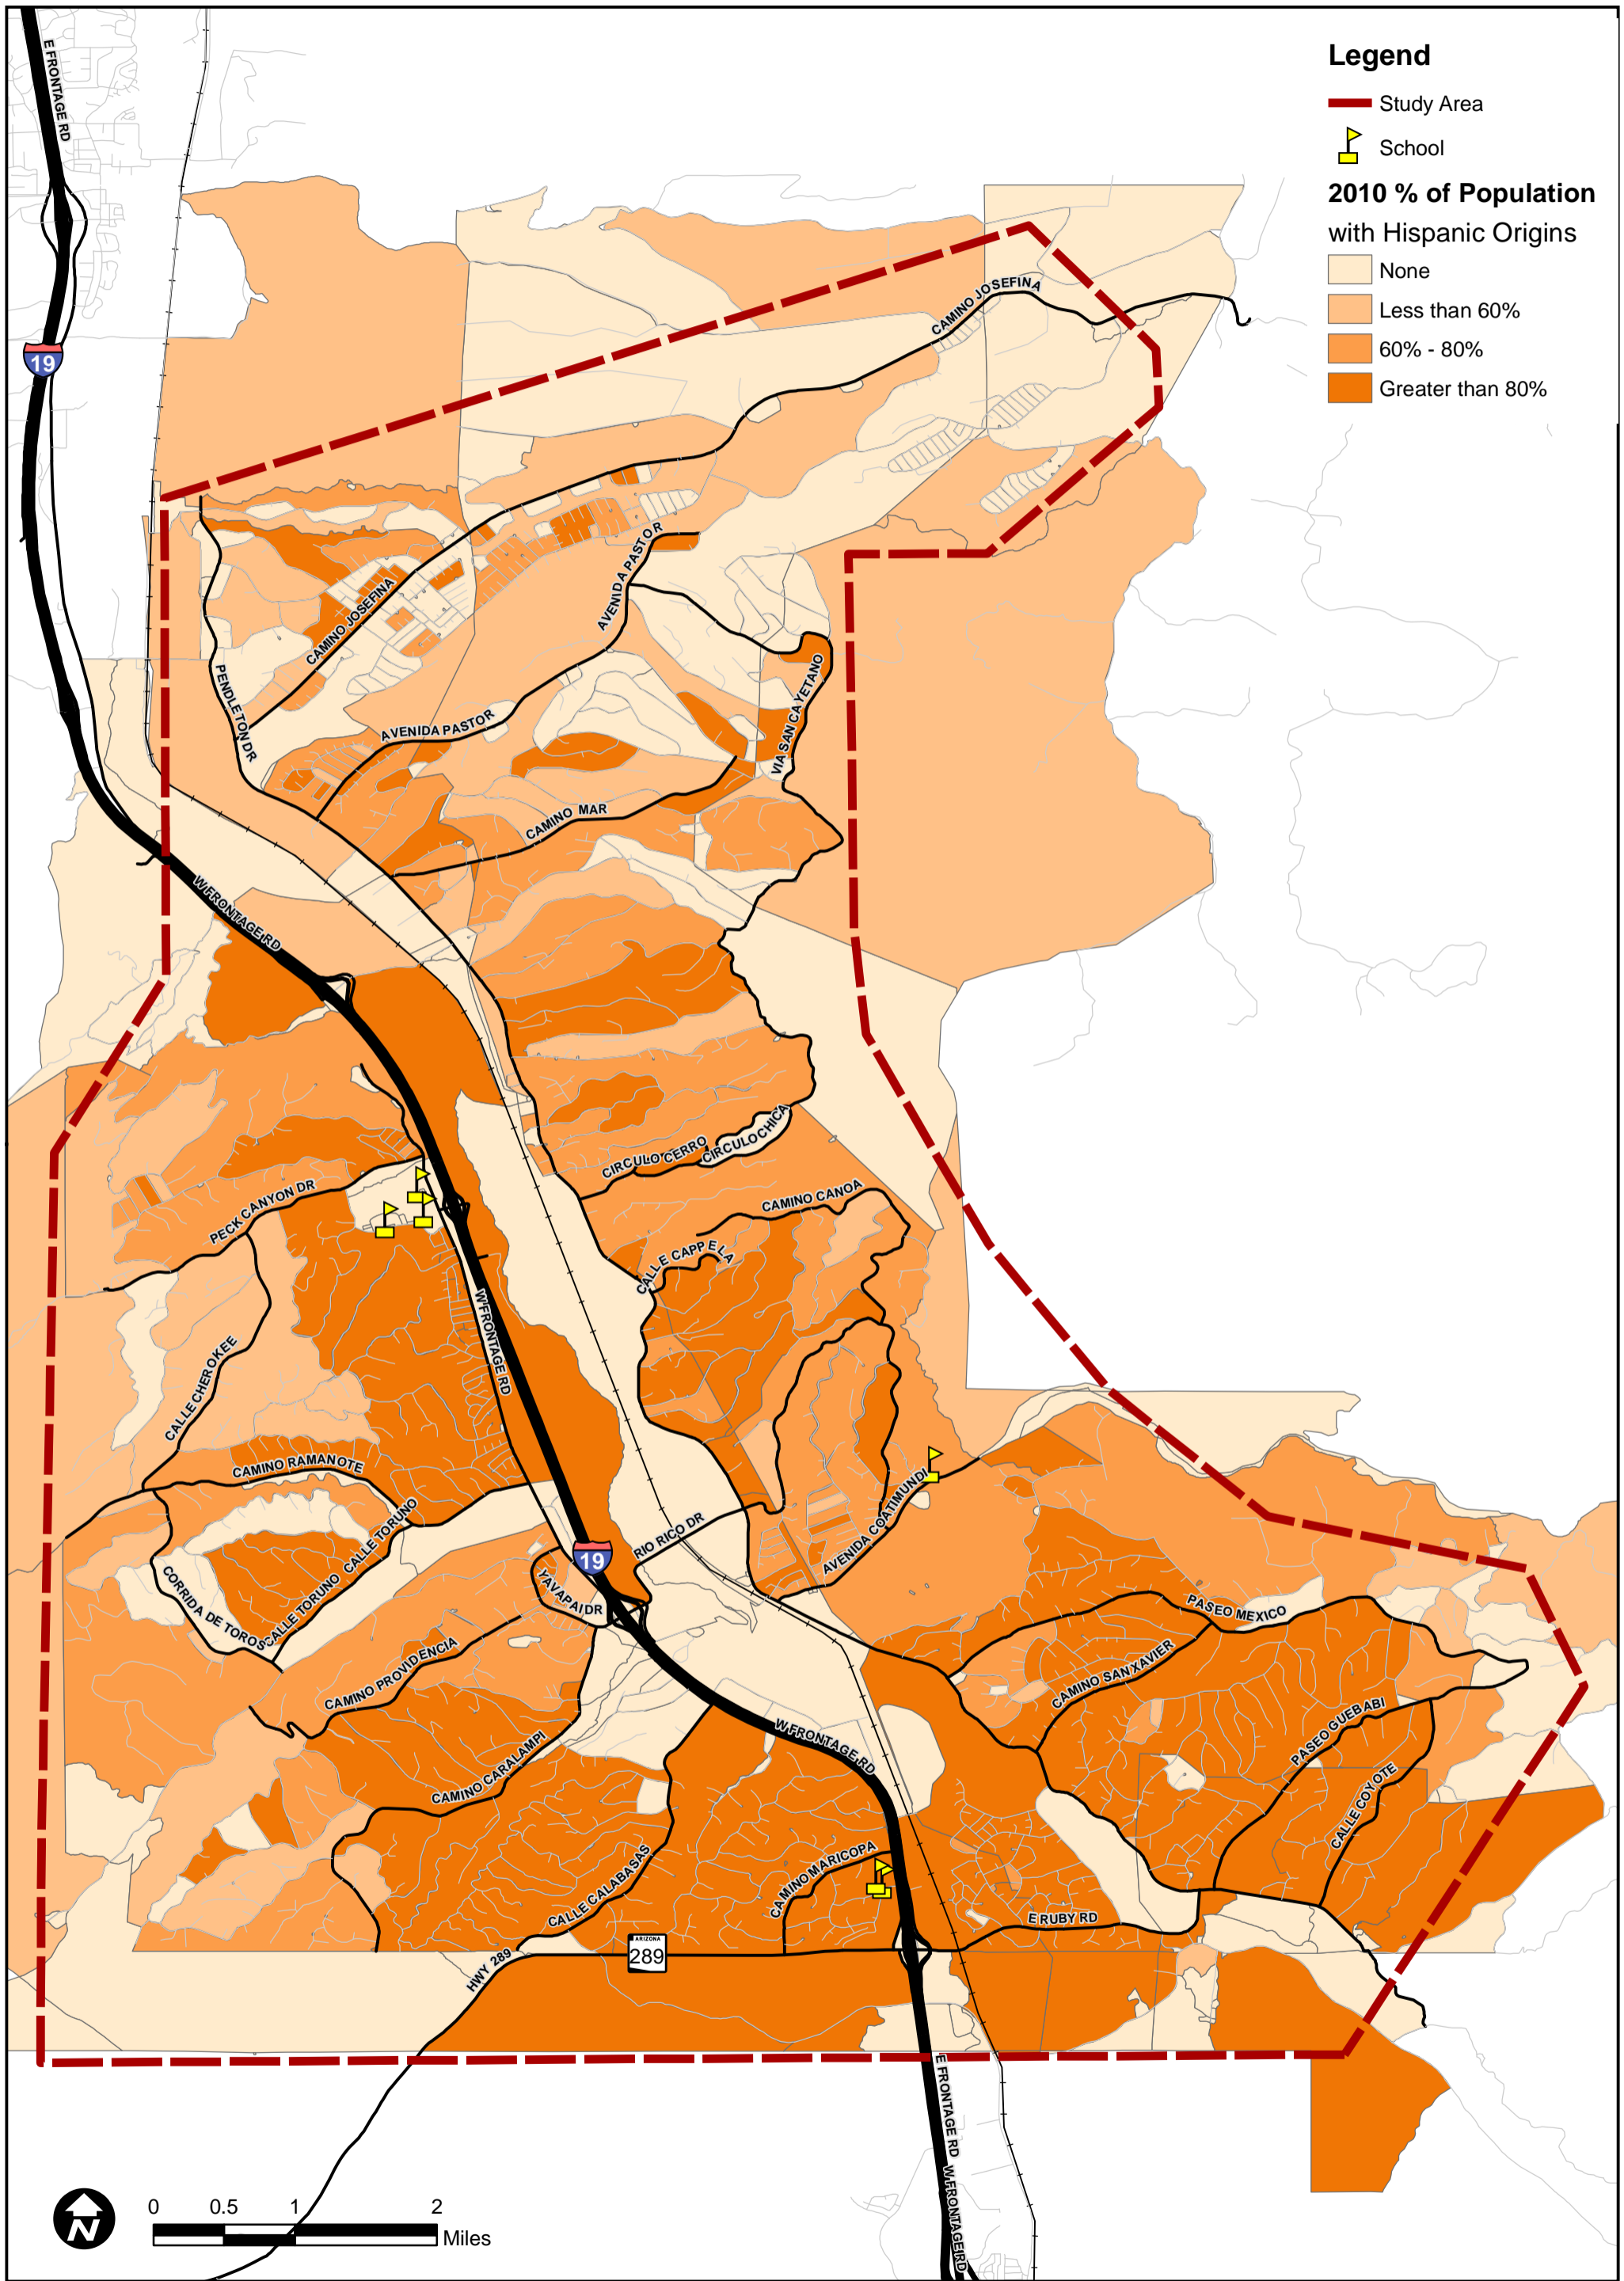 Legend
Study Area
School
2010 % of Population
with Hispanic Origins
None
Less than 60%
60% - 80%
Greater than 80%
E FRONTAGE RD
19
CAMINO JOSEFINA
AVENIDA PASTOR
CAMINO JOSEFINA
PENDLETON DR
VIA SAN CAYETANO
AVENIDA PASTOR
CAMINO MAR
W FRONTAGE RD
CIRCULO CHICA
CIRCULO CERRO
PECK CANYON DR
CAMINO CANOA
CALLE CAPPELA
W FRONTAGE RD
CALLE CHEROKEE
CAMINO RAMANOTE
CALLE TORUNO
AVENIDA COATIMUNDI
RIO RICO DR
19
YAVAPAI DR
CORRIDA DE TOROS
CALLE TORUNO
PASEO MEXICO
CAMINO SAN XAVIER
CAMINO PROVIDENCIA
PASEO GUEBABI
W FRONTAGE RD
CAMINO CARALAMPI
CALLE COYOTE
CAMINO MARICOPA
CALLE CALABASAS
E RUBY RD
ARIZONA
289
HWY 289
E FRONTAGE RD
W FRONTAGE RD
N
0 0.5 1 2
Miles